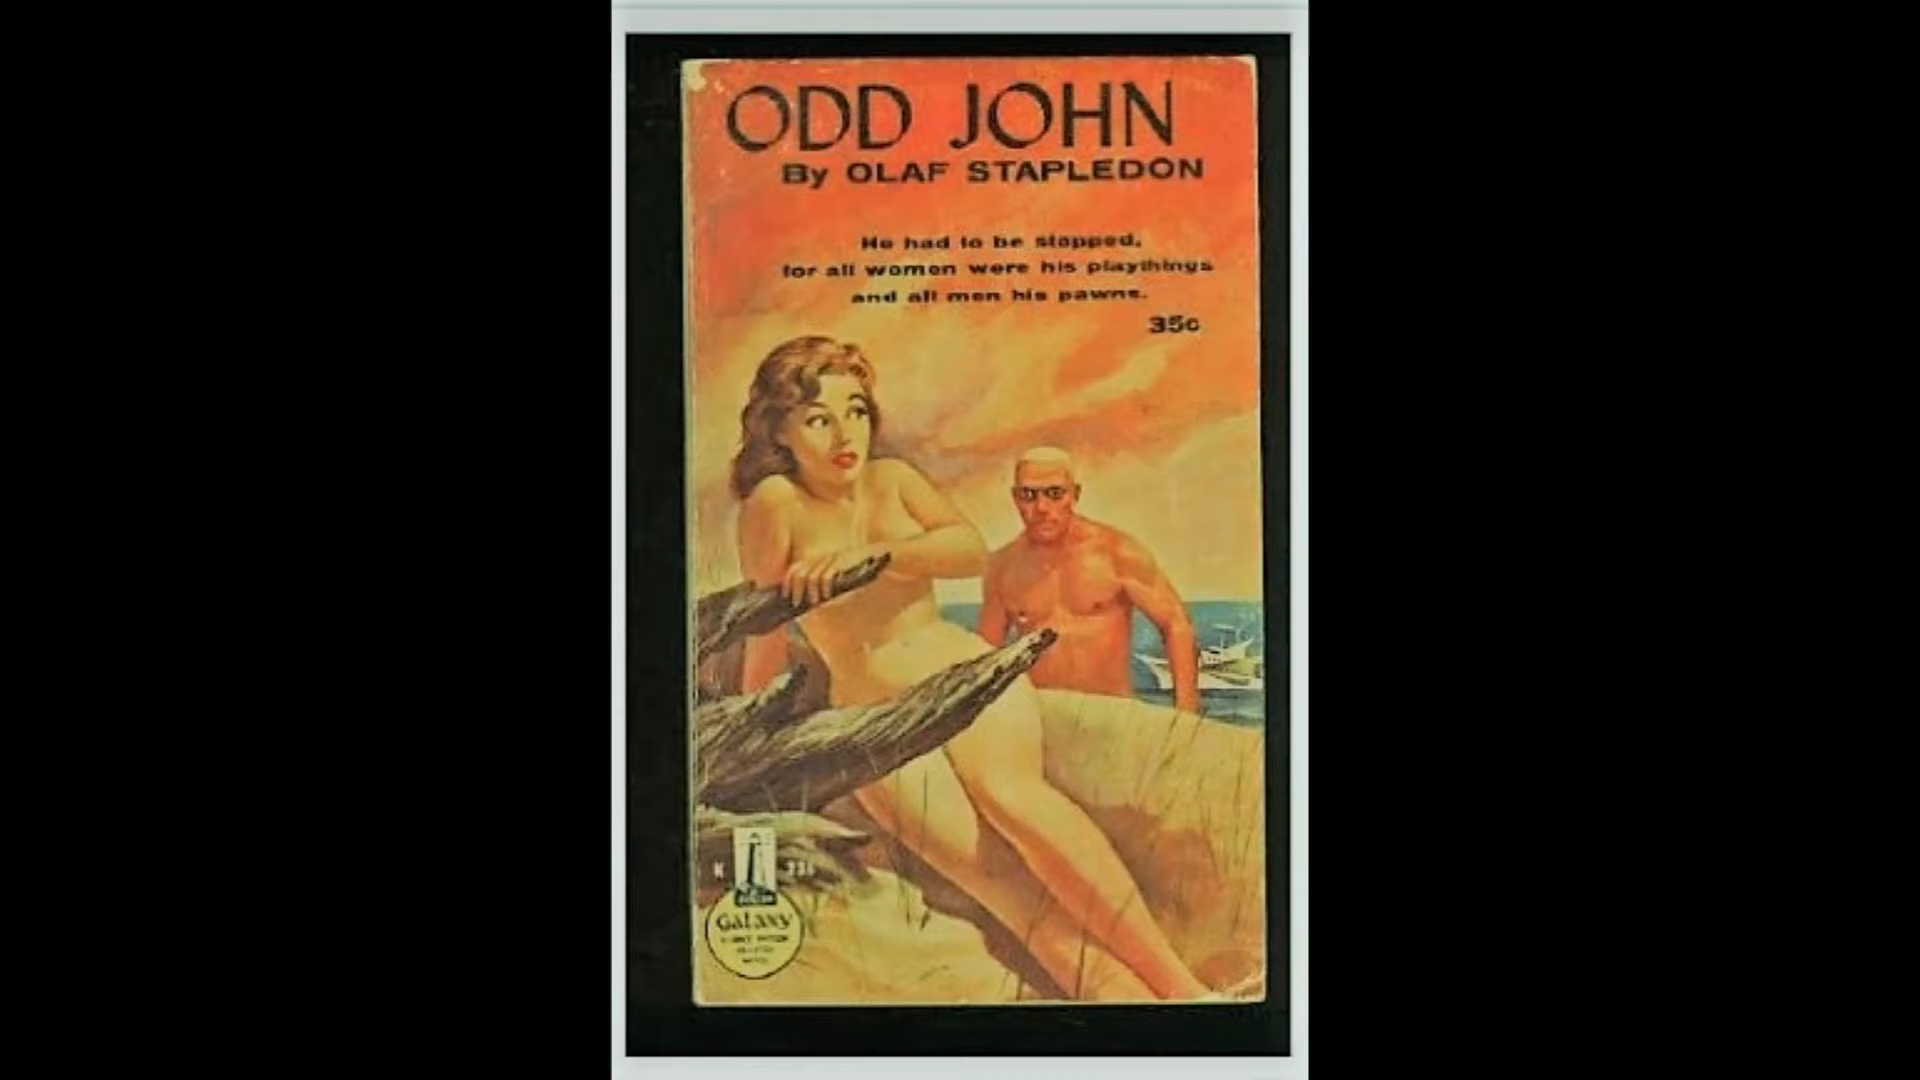 ODD JOHN
By OLAF STAPLEDON
He had to be stopped,
for all women were his playthings
and all men his pawns.
35c
K
Galaxy